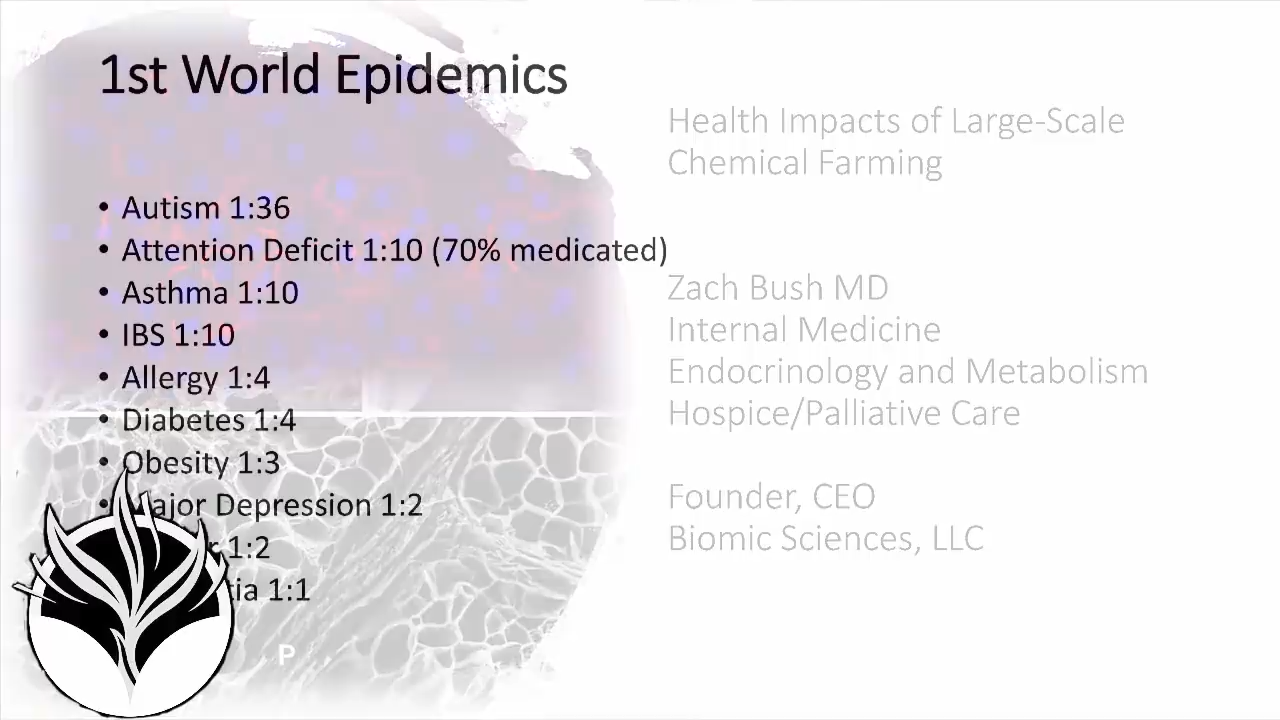 1st World Epidemics
• Autism 1:36
• Attention Deficit 1:10 (70% medicated)
• Asthma 1:10
• IBS 1:10
• Allergy 1:4
• Diabetes 1:4
• Obesity 1:3
• Major Depression 1:2
1:2
1:1
Health Impacts of Large-Scale
Chemical Farming
Zach Bush MD
Internal Medicine
Endocrinology and Metabolism
Hospice/Palliative Care
Founder, CEO
Biomic Sciences, LLC
P